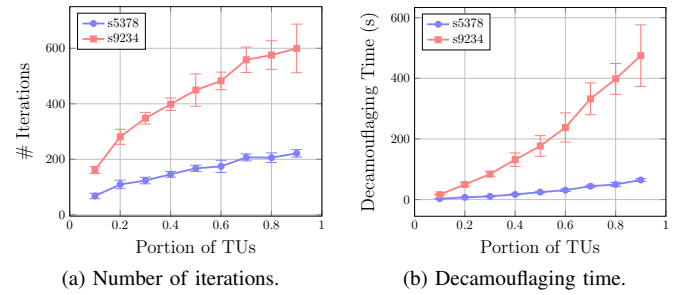 s5378
s9234
600
400
200
0
# Iterations
0 0.2 0.4 0.6 0.8 1
Portion of TUs
(a) Number of iterations.
s5378
s9234
600
400
200
0
Decamouflaging Time (s)
0 0.2 0.4 0.6 0.8 1
Portion of TUs
(b) Decamouflaging time.